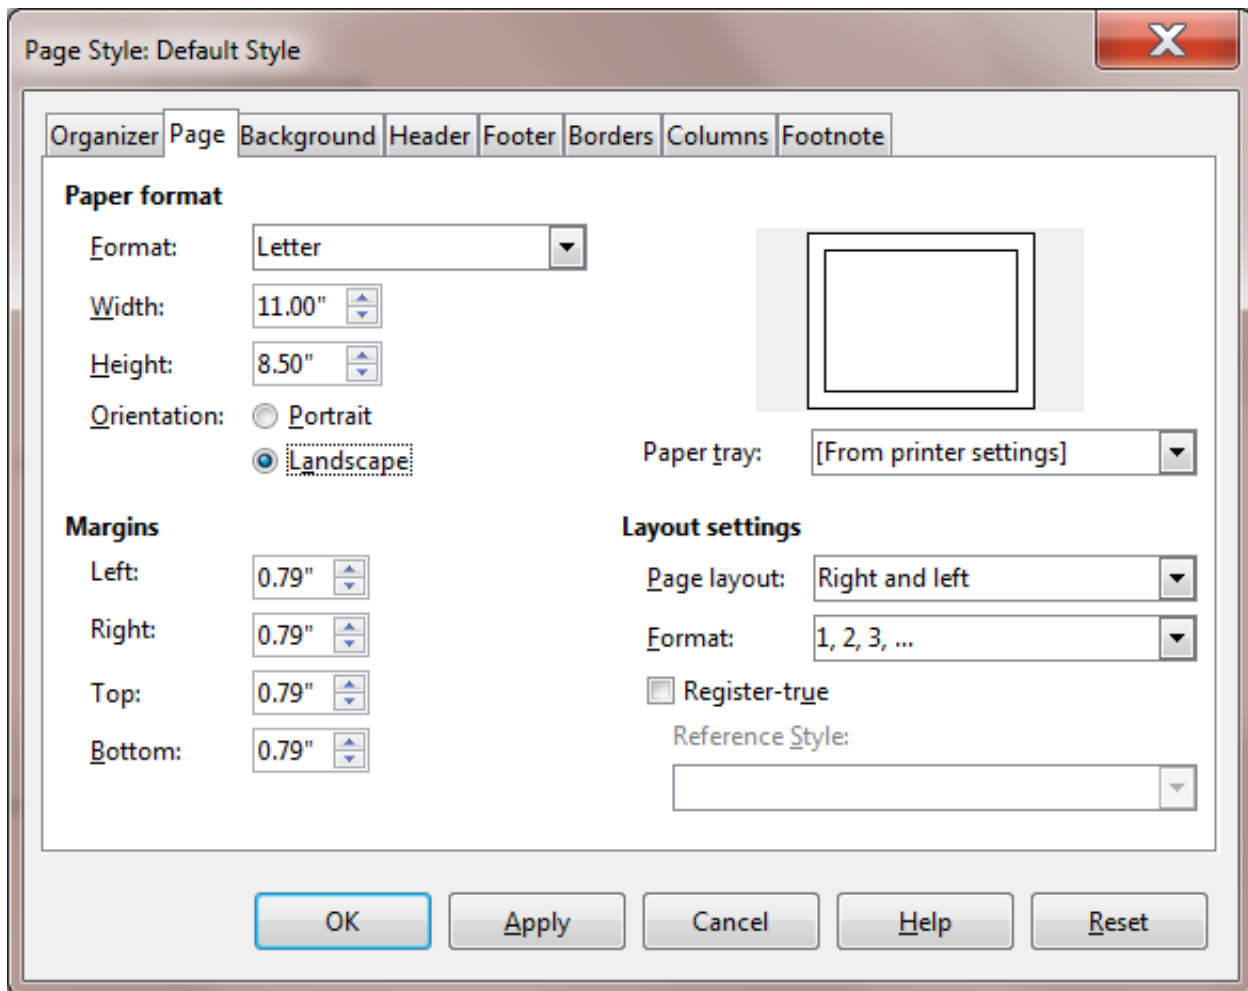 Page Style: Default Style
Organizer Page Background Header Footer Borders Columns Footnote
Paper format
Format: Letter
Width: 11.00"
Height: 8.50"
Orientation: Portrait
Landscape
Paper tray: [From printer settings]
Margins
Left: 0.79"
Right: 0.79"
Top: 0.79"
Bottom: 0.79"
Layout settings
Page layout: Right and left
Format: 1, 2, 3, ...
Register-true
Reference Style:
OK Apply Cancel Help Reset